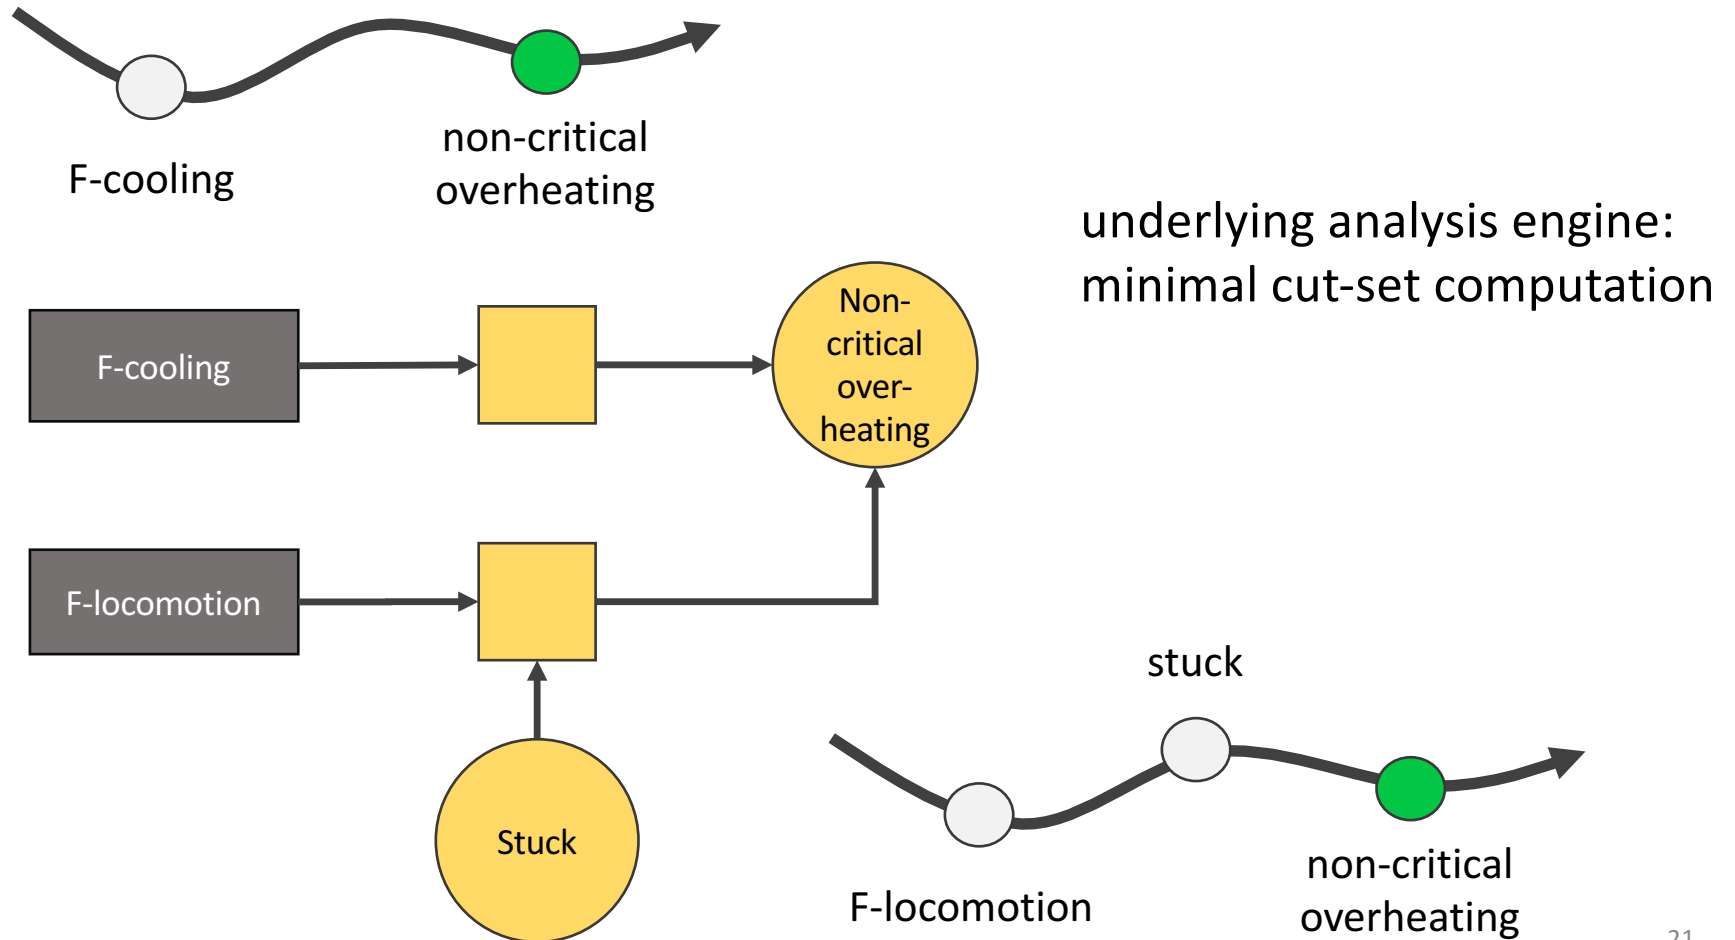 F-cooling
non-critical
overheating
underlying analysis engine:
minimal cut-set computation
F-cooling
Non-
critical
over-
heating
F-locomotion
Stuck
stuck
F-locomotion
non-critical
overheating
21